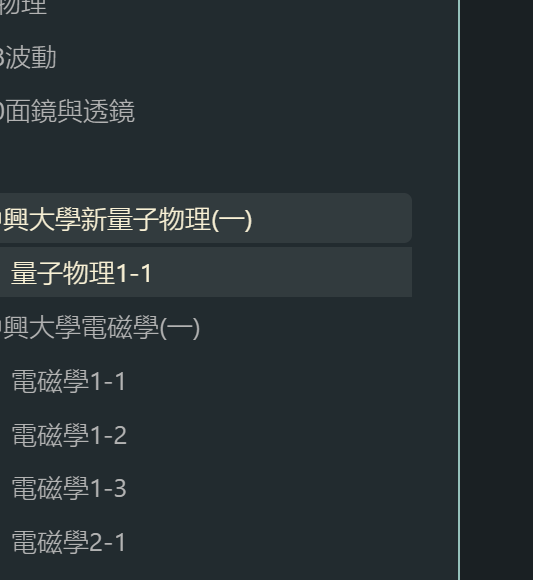 物理
波動
面鏡與透鏡
興大學新量子物理(一)
量子物理1-1
興大學電磁學(一)
電磁學1-1
電磁學1-2
電磁學1-3
電磁學2-1